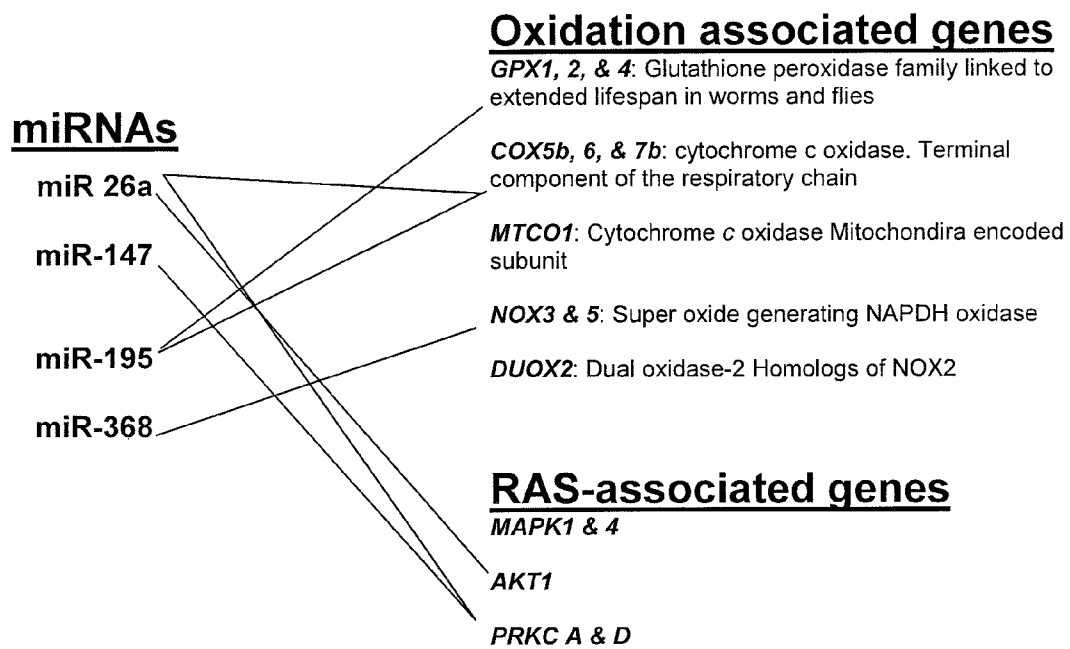 miRNAs
miR 26a
miR-147
miR-195
miR-368
Oxidation associated genes
GPX1, 2, & 4: Glutathione peroxidase family linked to
extended lifespan in worms and flies
COX5b, 6, & 7b: cytochrome c oxidase. Terminal
component of the respiratory chain
MTCO1: Cytochrome c oxidase Mitochondira encoded
subunit
NOX3 & 5: Super oxide generating NAPDH oxidase
DUOX2: Dual oxidase-2 Homologs of NOX2
RAS-associated genes
MAPK1 & 4
AKT1
PRKC A & D